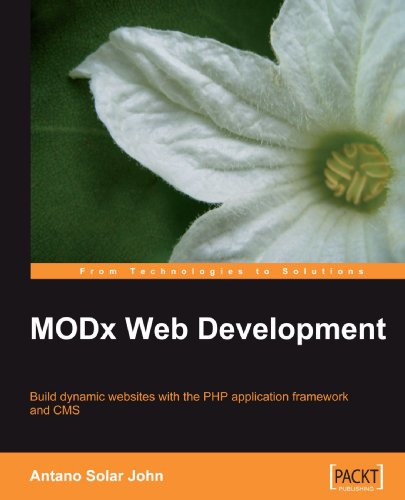 From Technologies to Solutions
MODx Web Development
Build dynamic websites with the PHP application framework
and CMS
Antano Solar John
[PACKT]
PUBLISHING